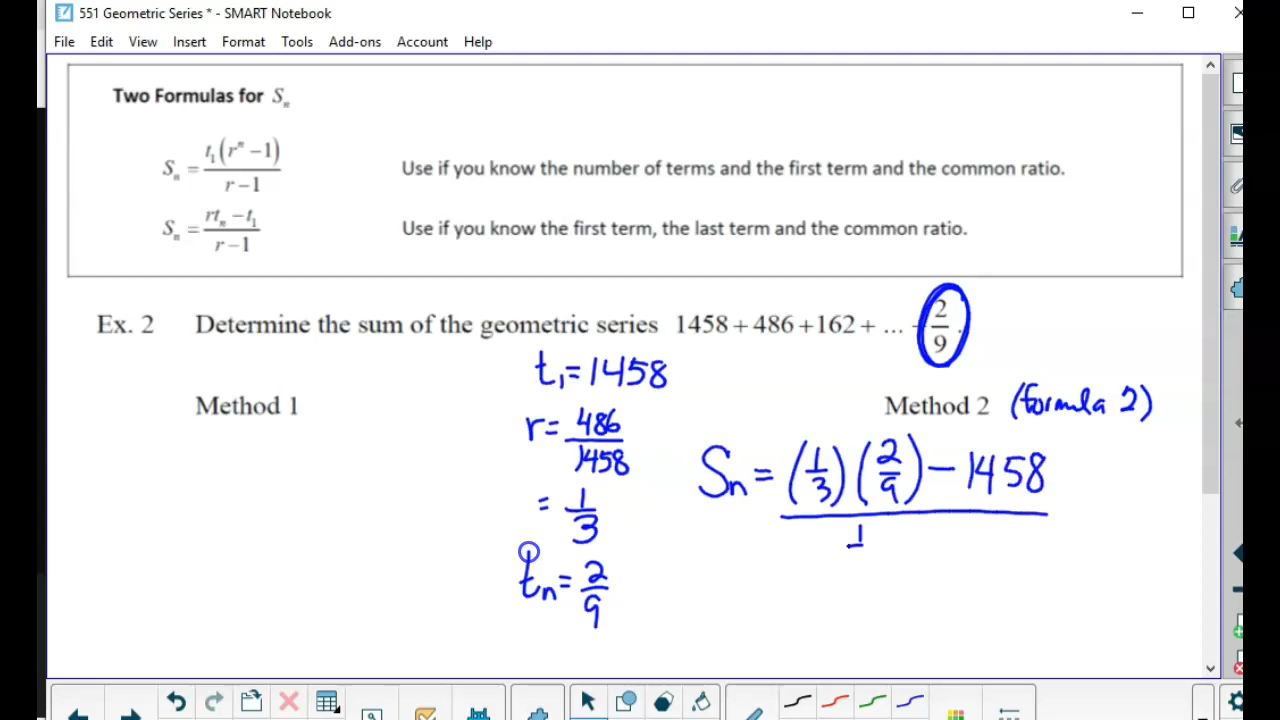 551 Geometric Series * - SMART Notebook
File Edit View Insert Format Tools Add-ons Account Help
Two Formulas for Sₙ
Sₙ = t₁(rⁿ −1) / r −1 Use if you know the number of terms and the first term and the common ratio.
Sₙ = rtₙ −t₁ / r −1 Use if you know the first term, the last term and the common ratio.
Ex. 2 Determine the sum of the geometric series 1458 + 486 +162 + ... 2/9 .
t₁ = 1458
Method 1 Method 2 (formula 2)
r = 486/1458
= 1/3
tₙ = 2/9
Sₙ = (1/3)(2/9) − 1458
1